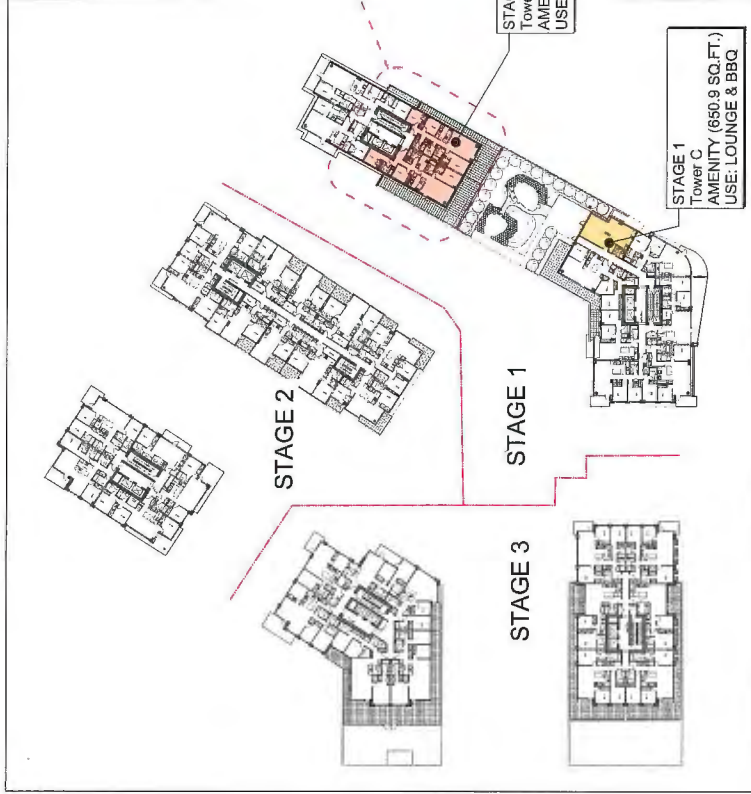 STAGE 2
STAGE 1
STAGE 3
STAGE 1
Tower C
AMENITY (650.9 SQ.FT.)
USE: LOUNGE & BBQ
STA
Towe
AME
USE: